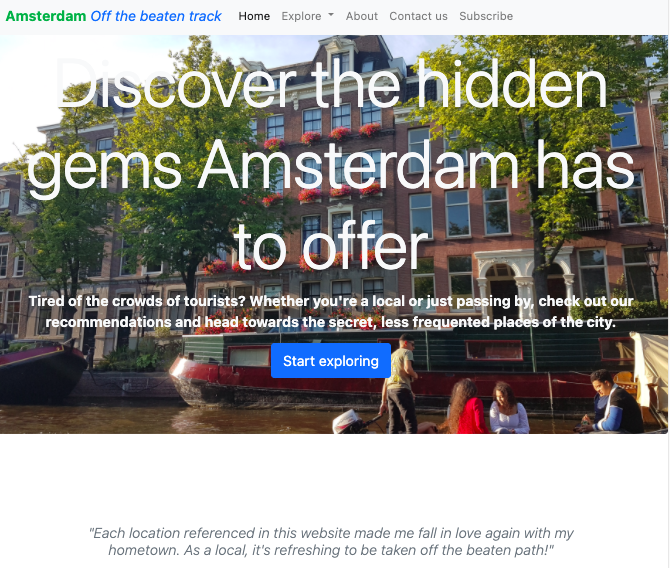 Amsterdam Off the beaten track Home Explore About Contact us Subscribe
Discover the hidden
gems Amsterdam has
to offer
Tired of the crowds of tourists? Whether you're a local or just passing by, check out our
recommendations and head towards the secret, less frequented places of the city.
Start exploring
"Each location referenced in this website made me fall in love again with my
hometown. As a local, it's refreshing to be taken off the beaten path!"